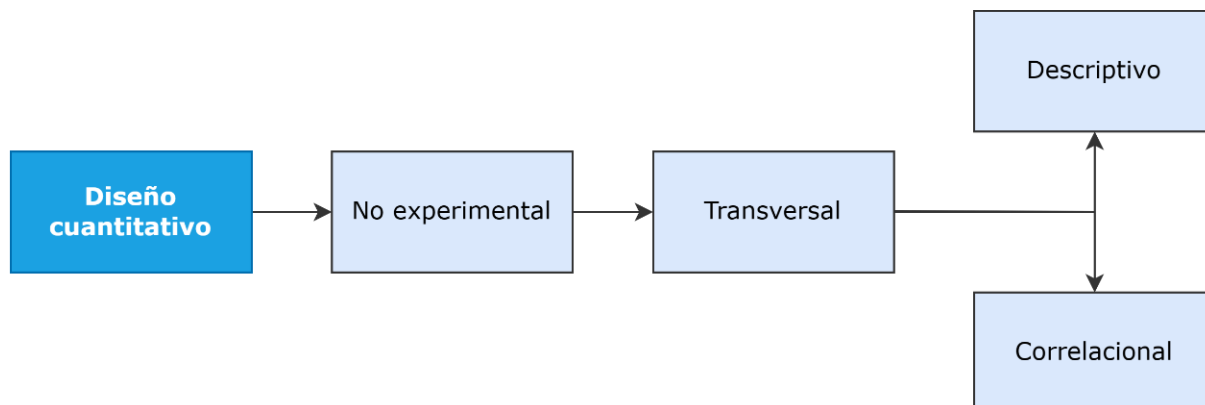 Diseño
cuantitativo
No experimental
Transversal
Descriptivo
Correlacional